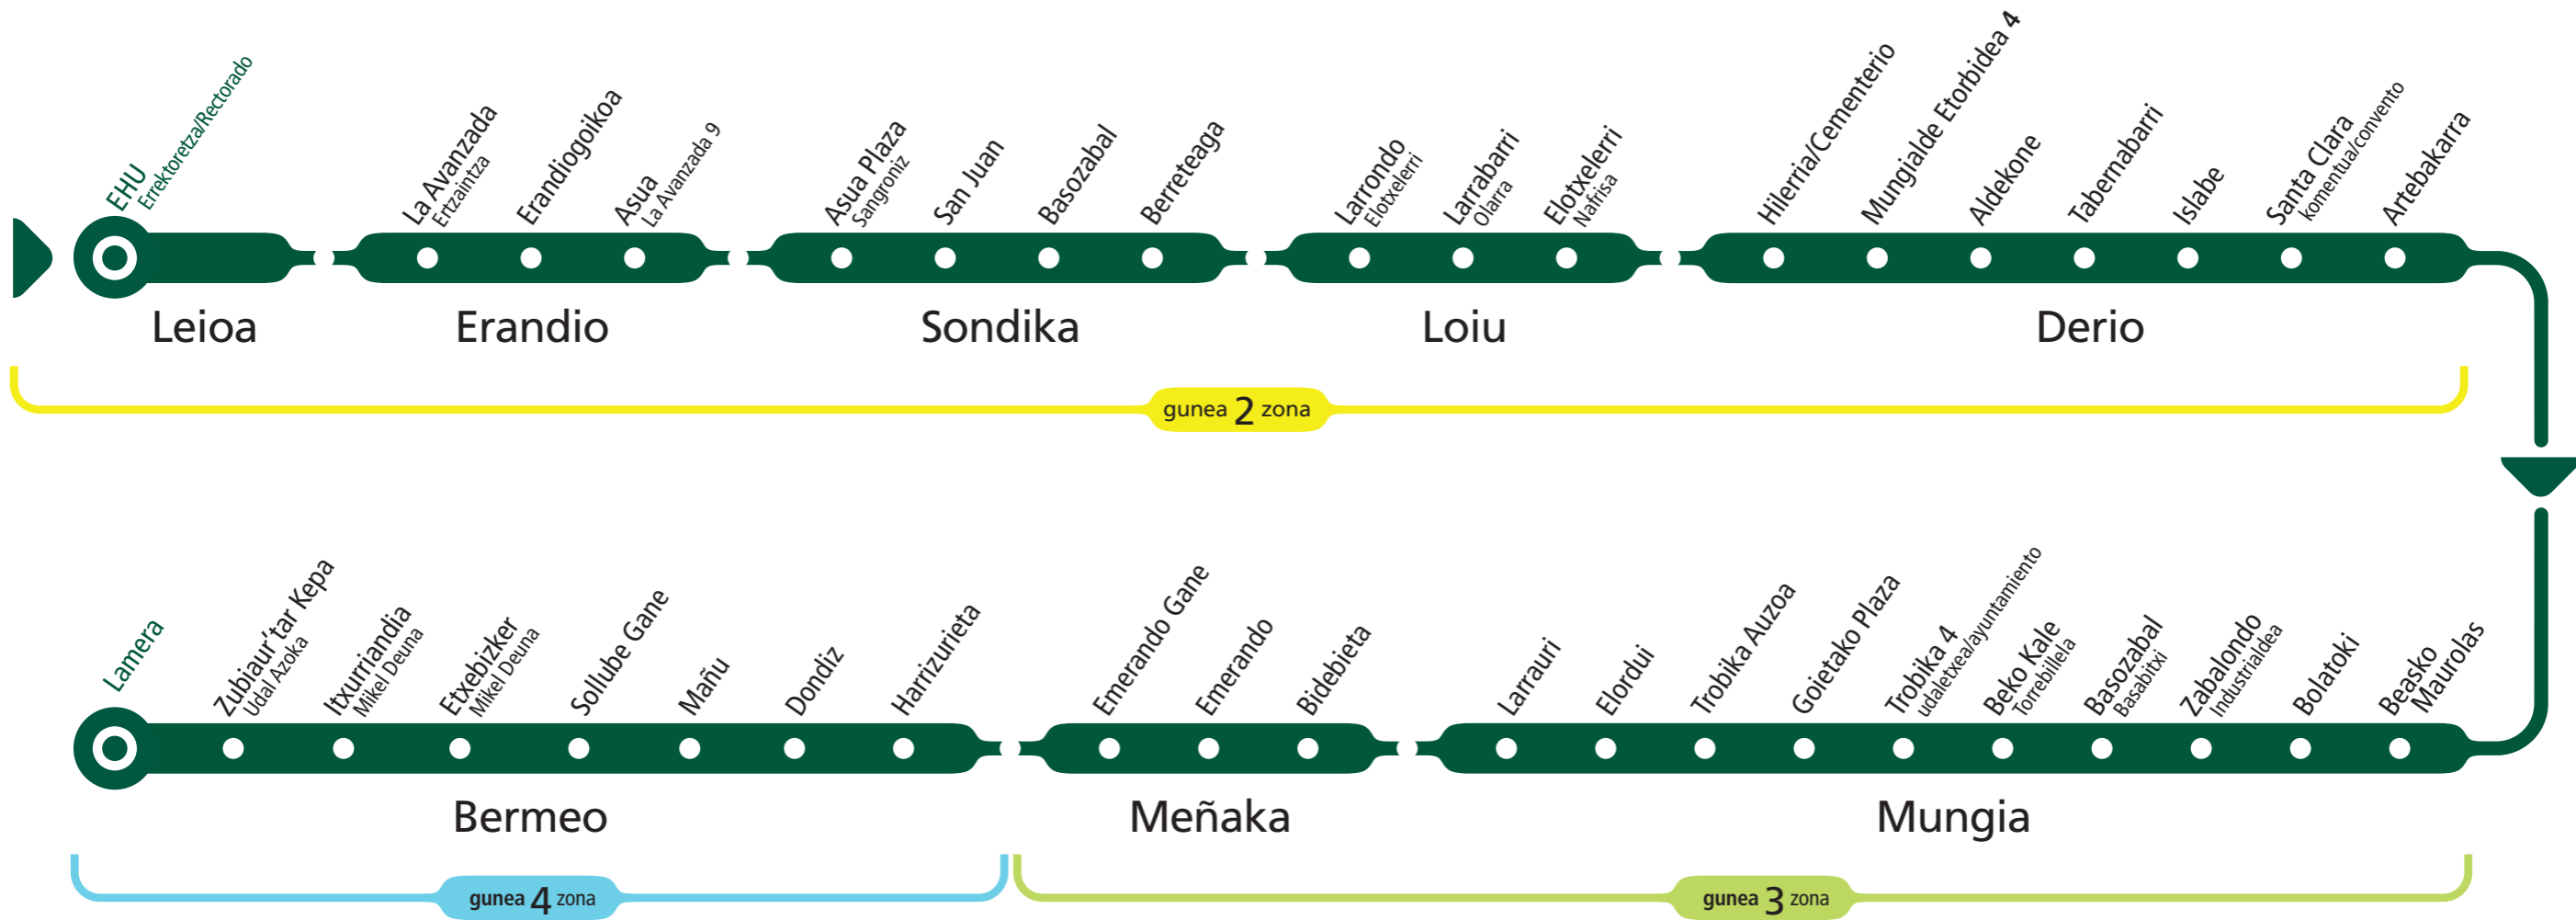 EHU
Errektoretza/Rectorado
La Avanzada
Ertzaintza
Erandiogoikoa
Asua
La Avanzada 9
Asua Plaza
Sangroniz
San Juan
Basozabal
Berreteaga
Larrondo
Elotxelerri
Larrabarri
Olarra
Elotxelerri
Nafrisa
Hilerria/Cementerio
Mungialde Etorbidea 4
Aldekone
Tabernabarri
Islabe
Santa Clara
komentua/convento
Artebakarra
Leioa
Erandio
Sondika
Loiu
Derio
gunea 2 zona
Lamera
Zubiaur'tar Kepa
Udal Azoka
Itxurriandia
Mikel Deuna
Etxebizker
Mikel Deuna
Sollube Gane
Mañu
Dondiz
Harrizurieta
Emerando Gane
Emerando
Bidebieta
Larrauri
Elordui
Trobika Auzoa
Goietako Plaza
Trobika 4
udaletxea/ayuntamiento
Beko Kale
Torrebillela
Basozabal
Basabitxi
Zabalondo
Industrialdea
Bolatoki
Beasko
Maurolas
Bermeo
Meñaka
Mungia
gunea 4 zona
gunea 3 zona